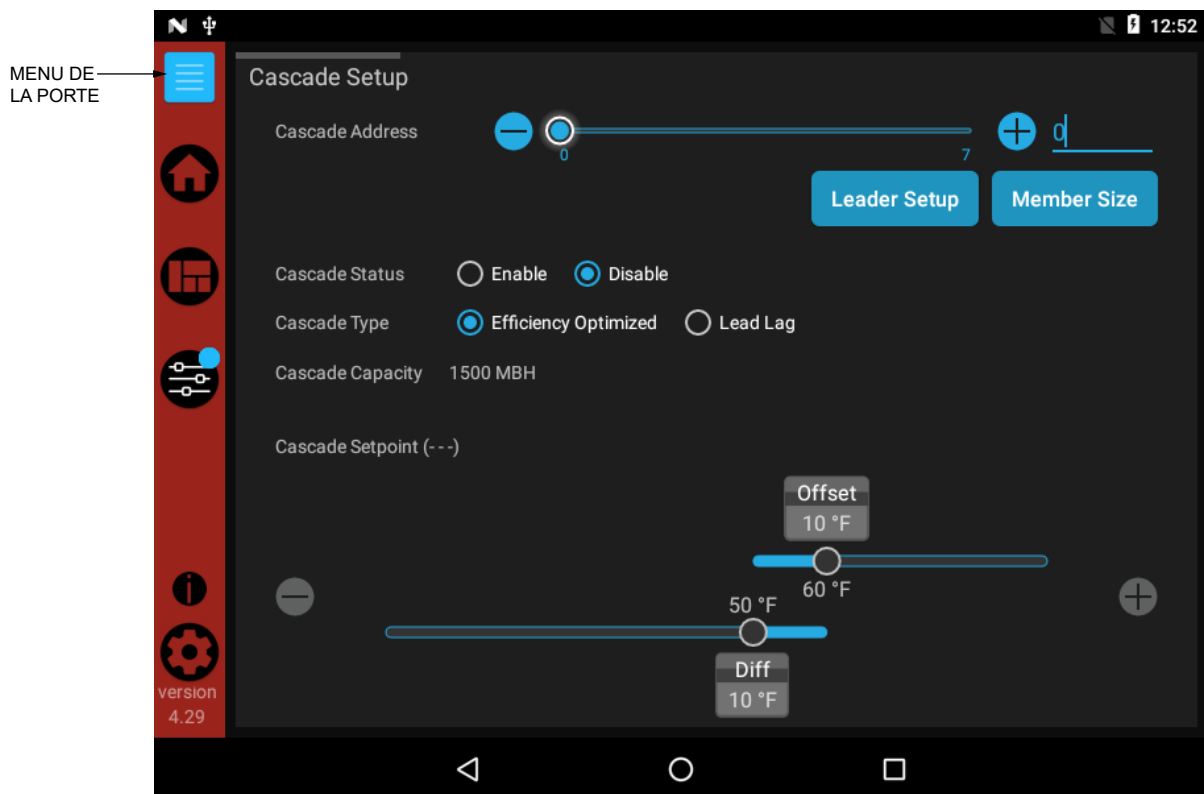 12:52
MENU DE
LA PORTE
Cascade Setup
Cascade Address
0
7
0
Leader Setup
Member Size
Cascade Status Enable Disable
Cascade Type Efficiency Optimized Lead Lag
Cascade Capacity 1500 MBH
Cascade Setpoint (---)
Offset
10 °F
60 °F
50 °F
Diff
10 °F
version
4.29